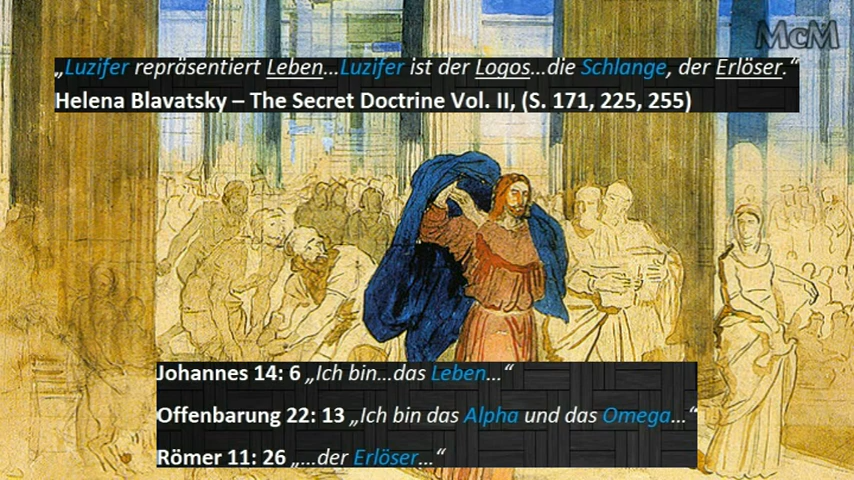 McM
„Luzifer repräsentiert Leben…Luzifer ist der Logos…die Schlange, der Erlöser.“
Helena Blavatsky – The Secret Doctrine Vol. II, (S. 171, 225, 255)
Johannes 14: 6 „Ich bin…das Leben…“
Offenbarung 22: 13 „Ich bin das Alpha und das Omega…“
Römer 11: 26 „…der Erlöser…“